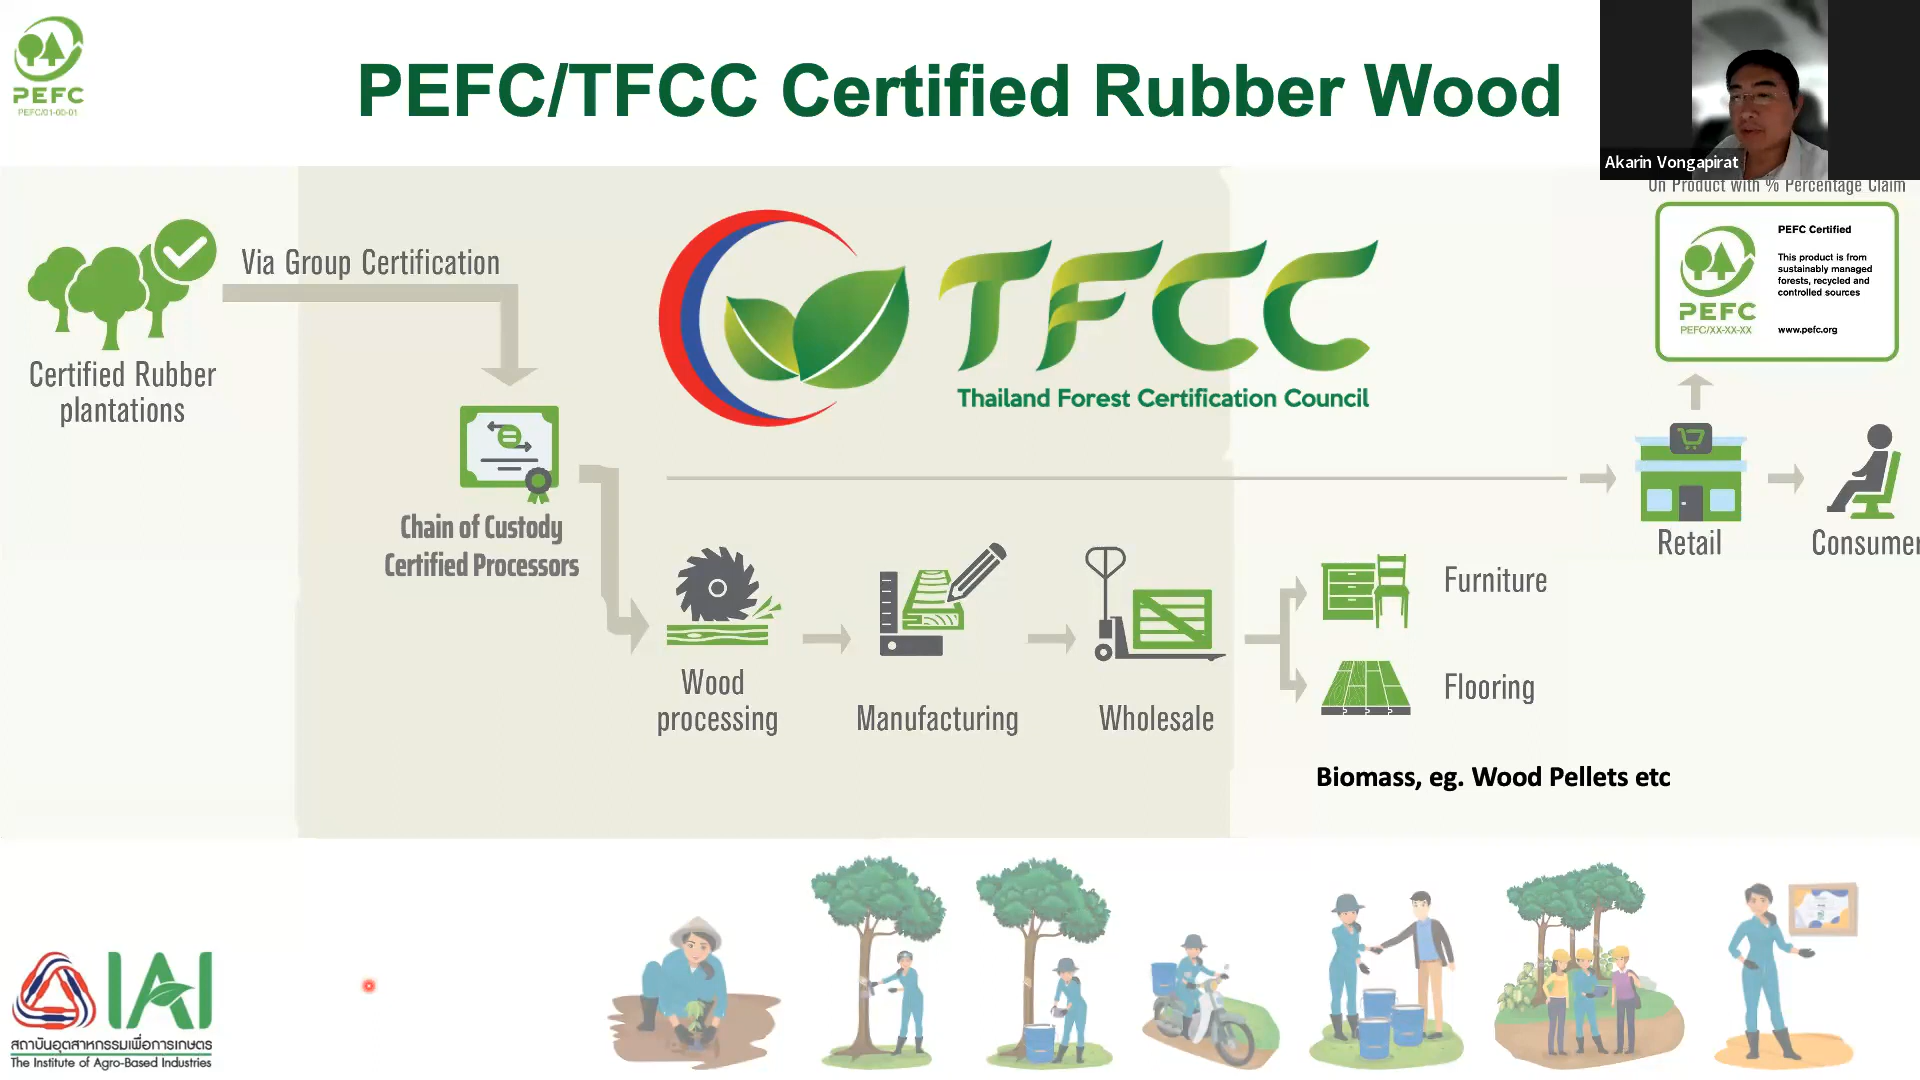 PEFC
PEFC/01-00-01
PEFC/TFCC Certified Rubber Wood
Akarin Vongapirat
On Product with % Percentage Claim
PEFC Certified
This product is from
sustainably managed
forests, recycled and
controlled sources
www.pefc.org
PEFC
PEFC/XX-XX-XX
Via Group Certification
Certified Rubber
plantations
TFCC
Thailand Forest Certification Council
Chain of Custody
Certified Processors
Retail
Consumer
Furniture
Flooring
Wood
processing
Manufacturing
Wholesale
Biomass, eg. Wood Pellets etc
IAI
สถาบันอุตสาหกรรมเพื่อการเกษตร
The Institute of Agro-Based Industries